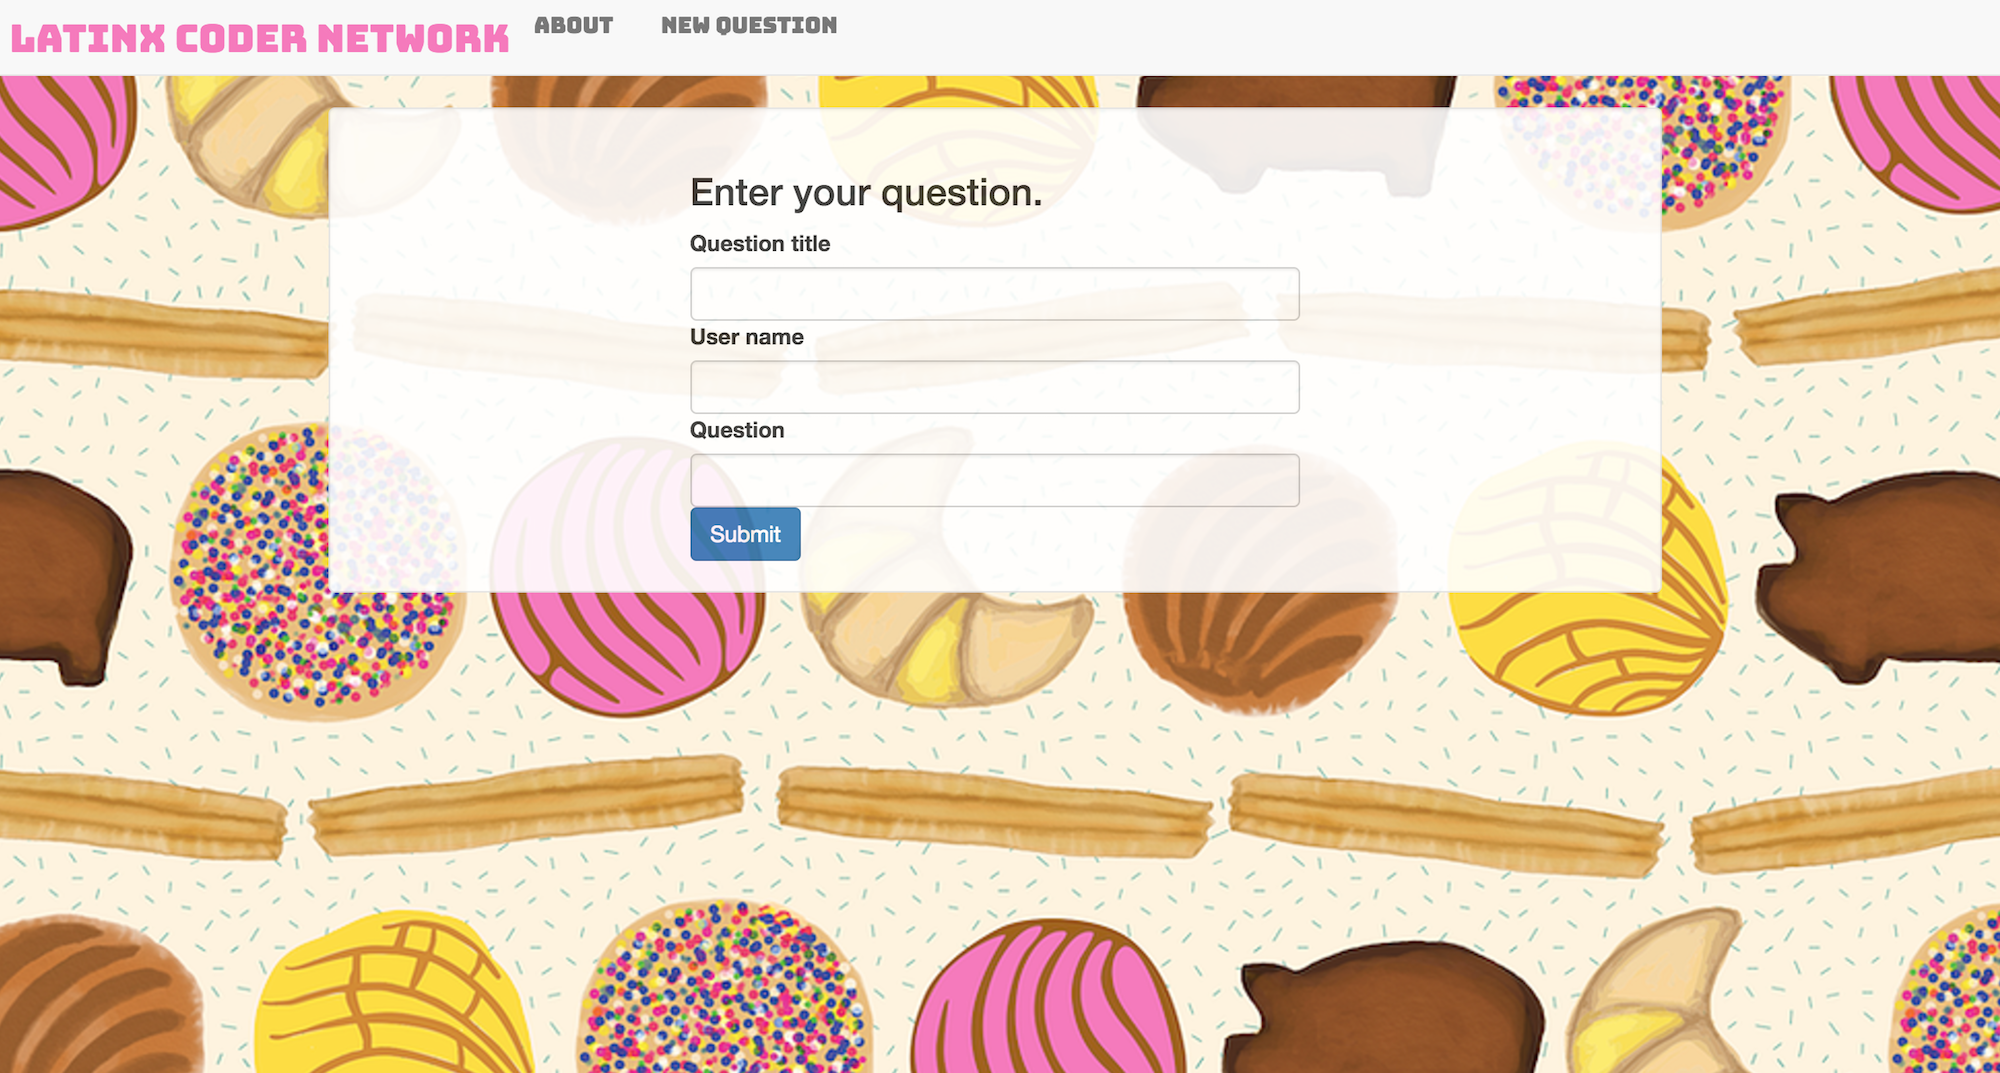 LATINX CODER NETWORK
ABOUT
NEW QUESTION
Enter your question.
Question title
User name
Question
Submit